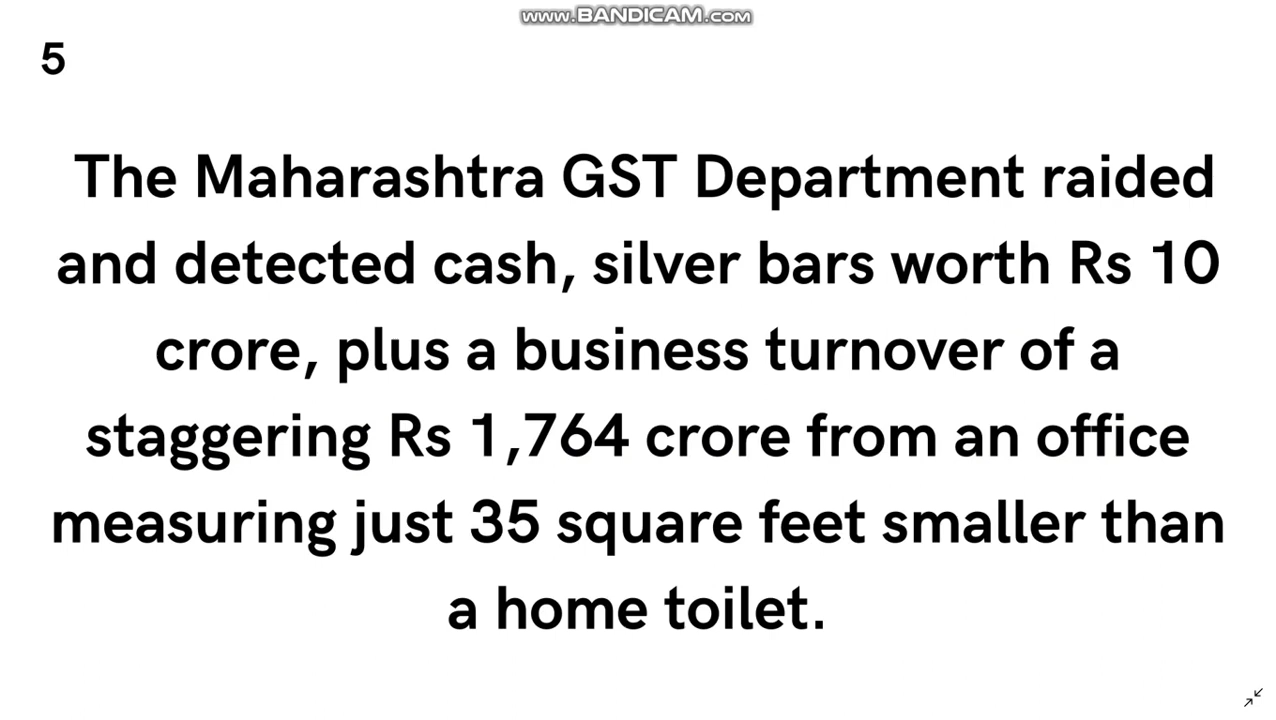 www.BANDICAM.com
5
The Maharashtra GST Department raided
and detected cash, silver bars worth Rs 10
crore, plus a business turnover of a
staggering Rs 1,764 crore from an office
measuring just 35 square feet smaller than
a home toilet.